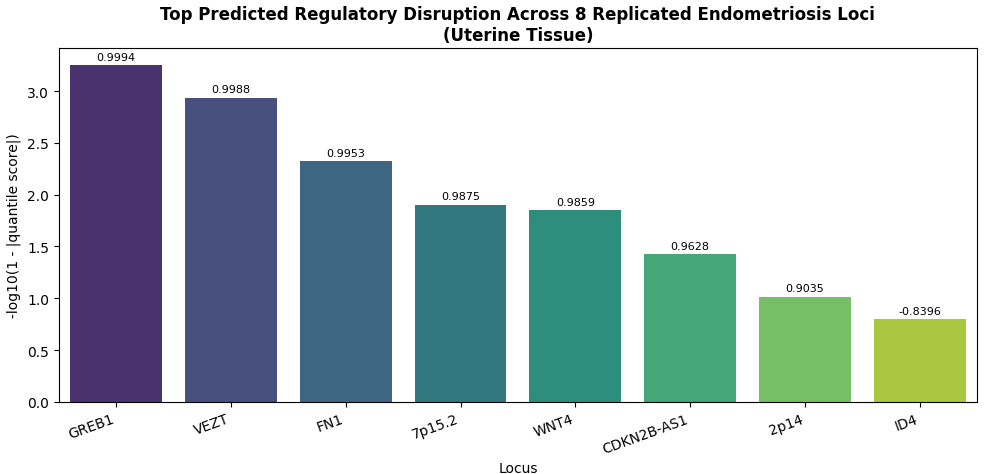 Top Predicted Regulatory Disruption Across 8 Replicated Endometriosis Loci
(Uterine Tissue)
-log10(1 - |quantile score|)
3.0
2.5
2.0
1.5
1.0
0.5
0.0
0.9994
0.9988
0.9953
0.9875
0.9859
0.9628
0.9035
-0.8396
GREB1
VEZT
FN1
7p15.2
WNT4
CDKN2B-AS1
2p14
ID4
Locus